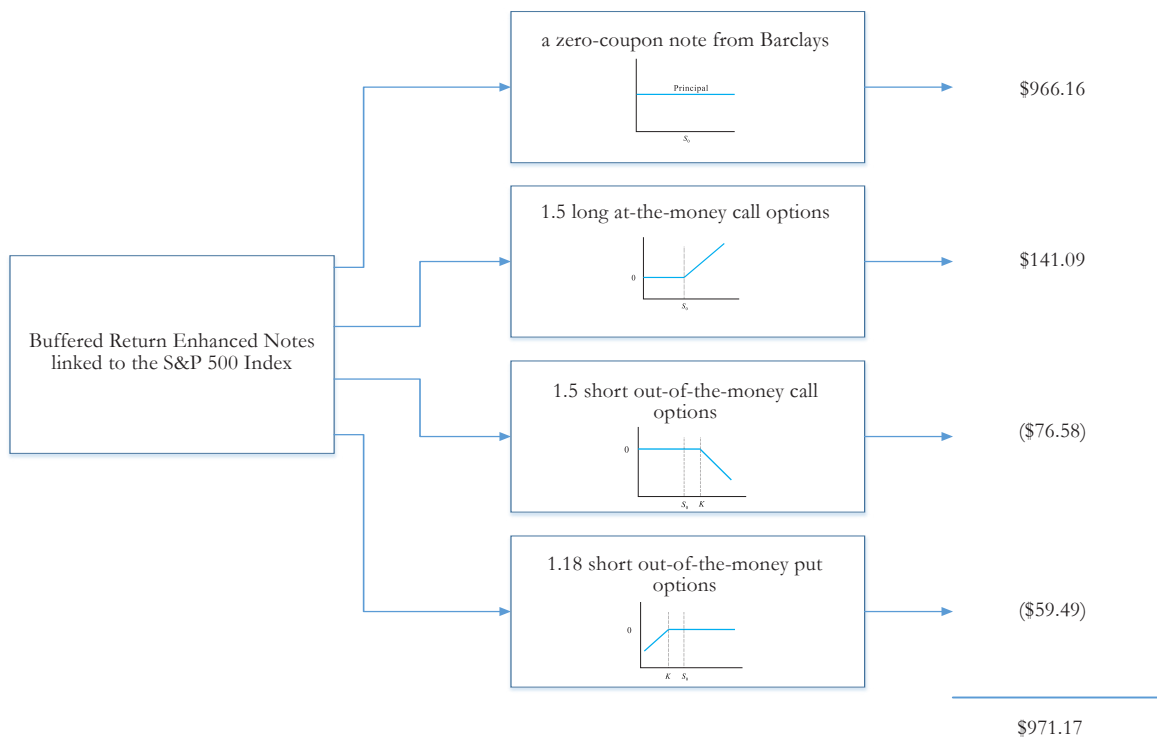 Buffered Return Enhanced Notes
linked to the S&P 500 Index
a zero-coupon note from Barclays
Principal
S₀
$966.16
1.5 long at-the-money call options
0
S₀
$141.09
1.5 short out-of-the-money call
options
0
S₀ K
($76.58)
1.18 short out-of-the-money put
options
0
K S₀
($59.49)
$971.17